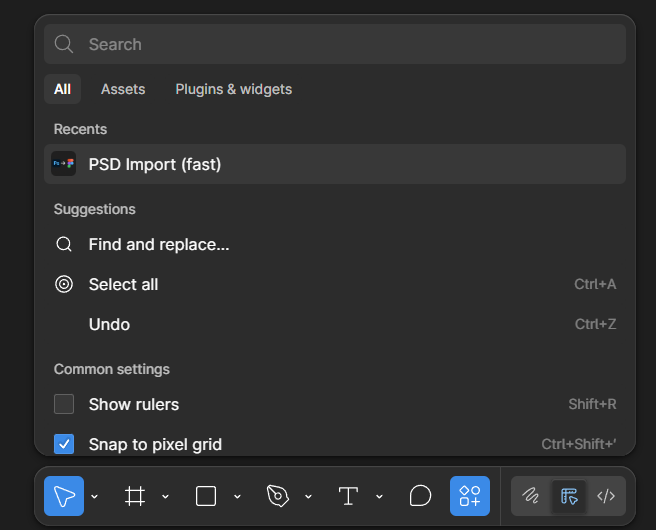 Search
All Assets Plugins & widgets
Recents
PSD Import (fast)
Suggestions
Find and replace...
Select all Ctrl+A
Undo Ctrl+Z
Common settings
Show rulers Shift+R
Snap to pixel grid Ctrl+Shift+'